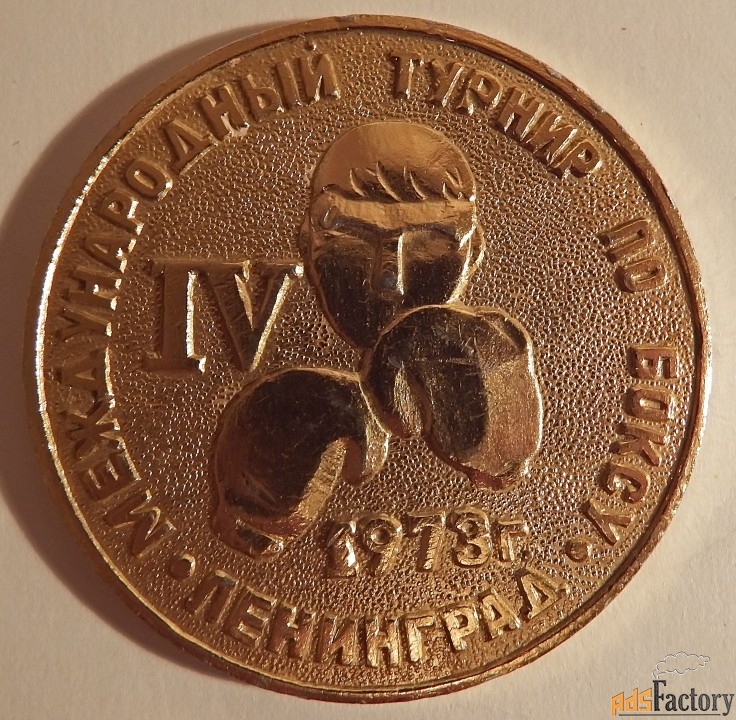 МЕЖДУНАРОДНЫЙ ТУРНИР ПО БОКСУ
IV
1973г.
• ЛЕНИНГРАД •
AdsFactory